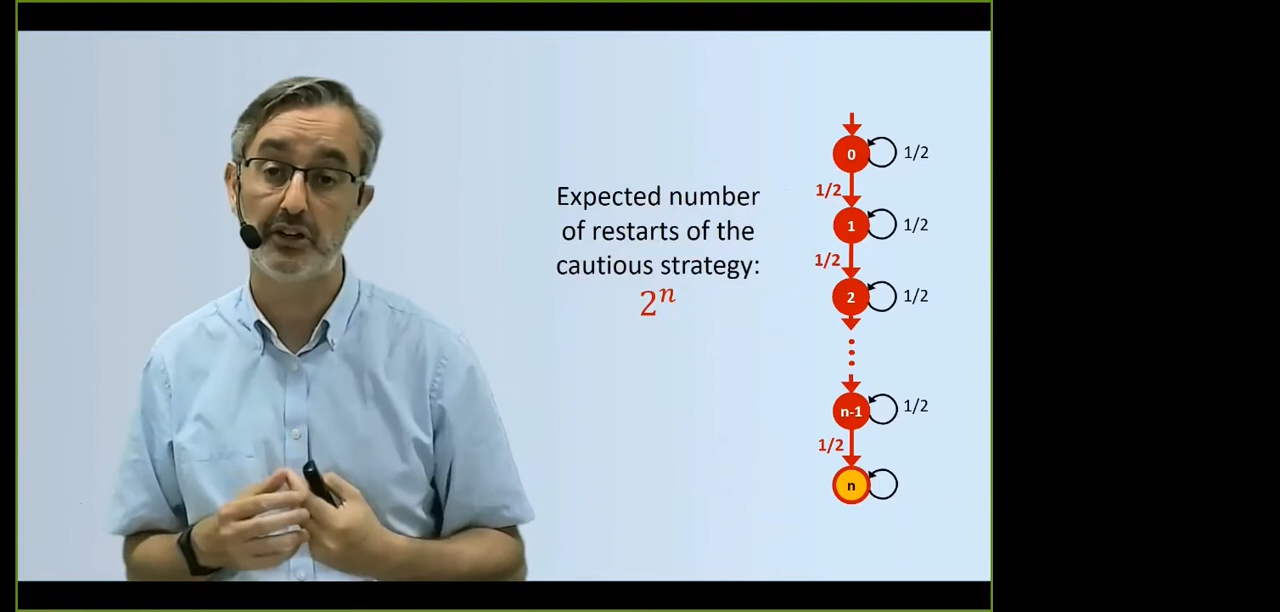 Expected number
of restarts of the
cautious strategy:
2ⁿ
0
1/2
1/2
1
1/2
1/2
2
1/2
n-1
1/2
1/2
n